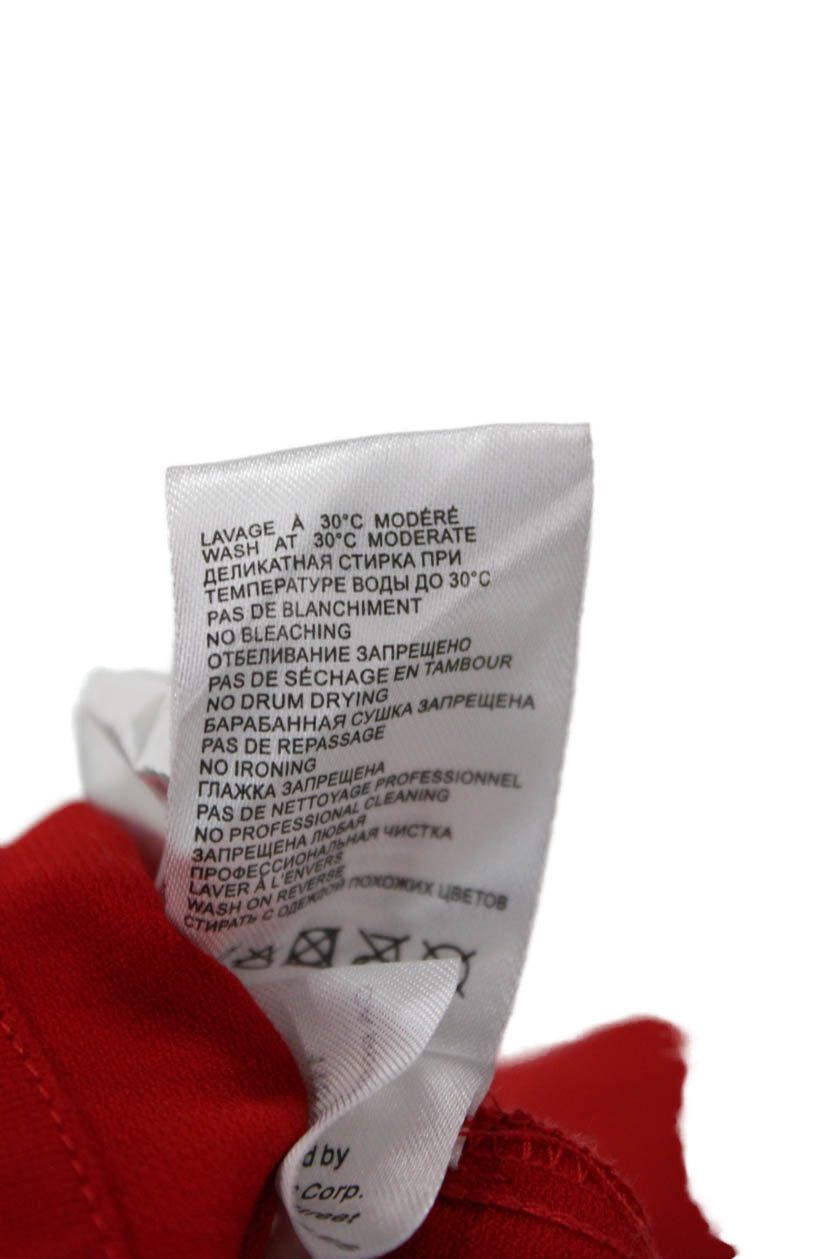 LAVAGE À 30°C MODÉRÉ
WASH AT 30°C MODERATE
ДЕЛИКАТНАЯ СТИРКА ПРИ
ТЕМПЕРАТУРЕ ВОДЫ ДО 30°C
PAS DE BLANCHIMENT
NO BLEACHING
ОТБЕЛИВАНИЕ ЗАПРЕЩЕНО
PAS DE SÉCHAGE EN TAMBOUR
NO DRUM DRYING
БАРАБАННАЯ СУШКА ЗАПРЕЩЕНА
PAS DE REPASSAGE
NO IRONING
ГЛАЖКА ЗАПРЕЩЕНА
PAS DE NETTOYAGE PROFESSIONNEL
NO PROFESSIONAL CLEANING
ЗАПРЕЩЕНА ЛЮБАЯ
ПРОФЕССИОНАЛЬНАЯ ЧИСТКА
LAVER À L'ENVERS
WASH ON REVERSE
СТИРАТЬ С ОДЕЖДОЙ ПОХОЖИХ ЦВЕТОВ
by
Corp.